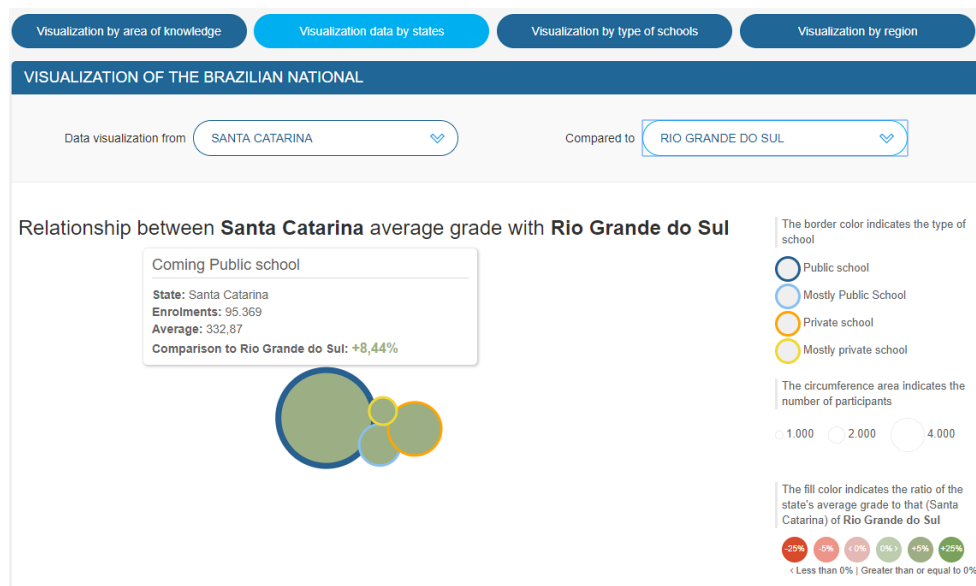 Visualization by area of knowledge
Visualization data by states
Visualization by type of schools
Visualization by region
VISUALIZATION OF THE BRAZILIAN NATIONAL
Data visualization from
SANTA CATARINA
Compared to
RIO GRANDE DO SUL
Relationship between Santa Catarina average grade with Rio Grande do Sul
Coming Public school
State: Santa Catarina
Enrolments: 95.369
Average: 332,87
Comparison to Rio Grande do Sul: +8,44%
The border color indicates the type of
school
Public school
Mostly Public School
Private school
Mostly private school
The circumference area indicates the
number of participants
1.000
2.000
4.000
The fill color indicates the ratio of the
state's average grade to that (Santa
Catarina) of Rio Grande do Sul
-25%
-5%
< 0%
0% >
+5%
+25%
< Less than 0% | Greater than or equal to 0%